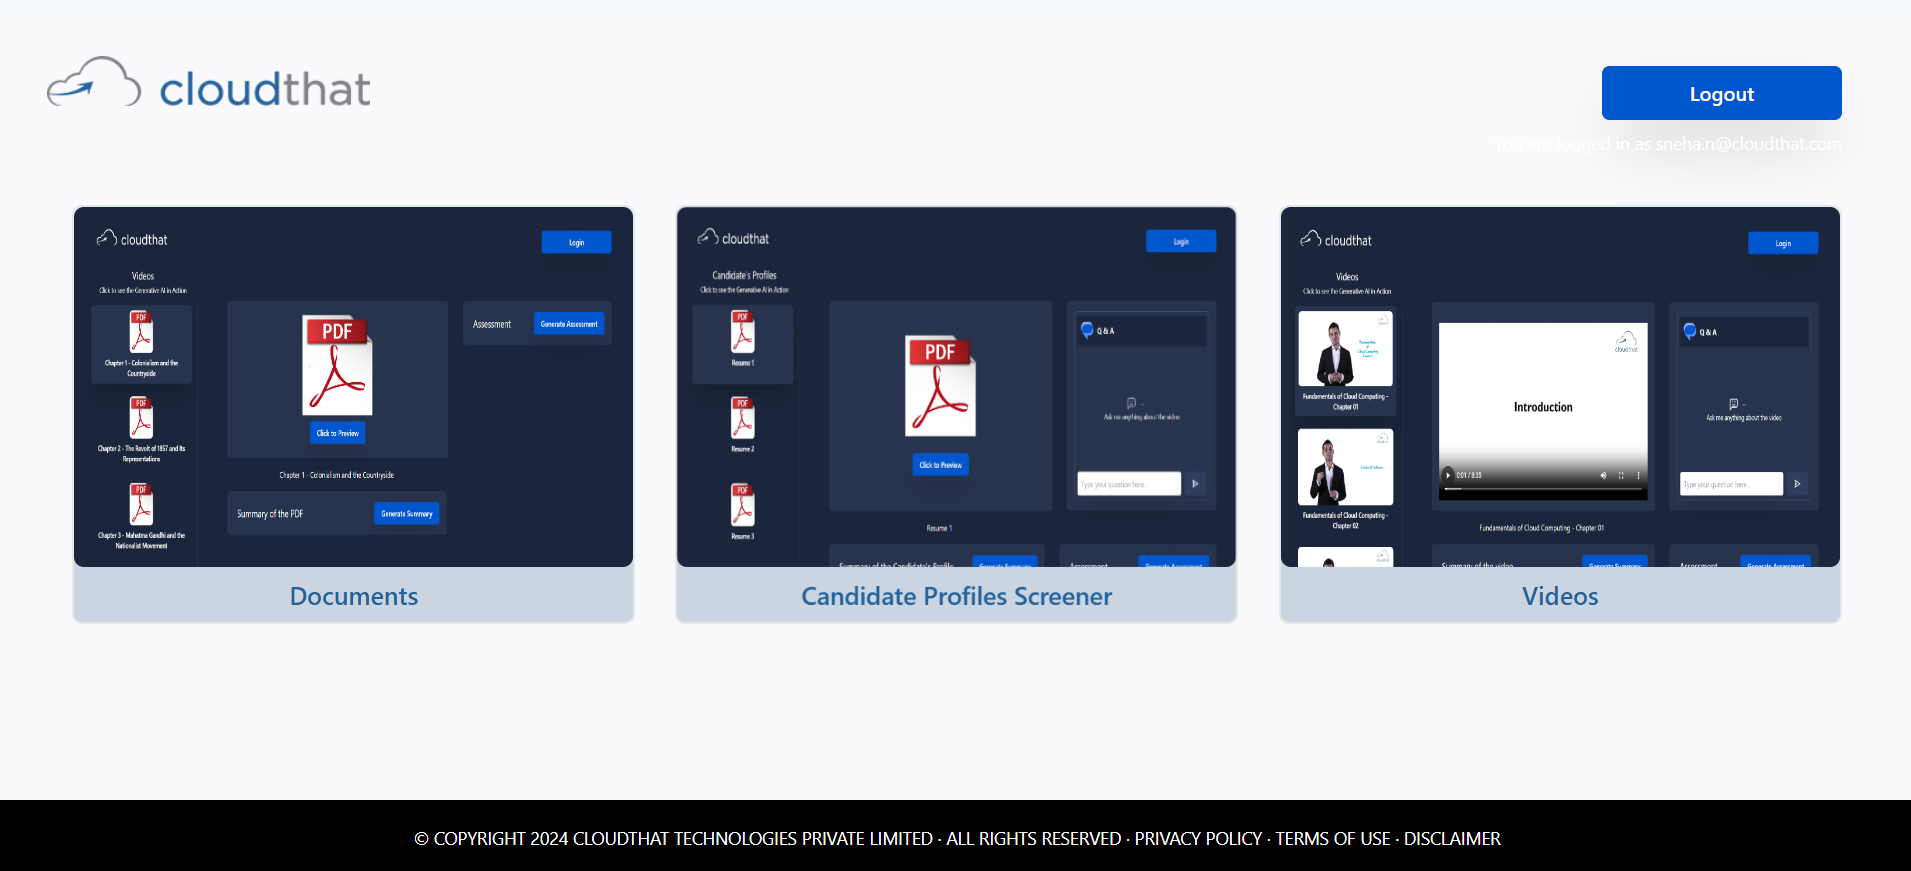 cloudthat
Logout
You are logged in as sneha.n@cloudthat.com
cloudthat
Login
Videos
Click to see the Generative AI in Action
PDF
Chapter 1 - Colonialism and the
Countryside
PDF
Chapter 2 - The Revolt of 1857 and Its
Representations
PDF
Chapter 3 - Mahatma Gandhi and the
Nationalist Movement
PDF
Click to Preview
Chapter 1 - Colonialism and the Countryside
Summary of the PDF
Generate Summary
Assessment
Generate Assessment
Documents
cloudthat
Login
Candidate's Profiles
Click to see the Generative AI in Action
PDF
Resume 1
PDF
Resume 2
PDF
Resume 3
PDF
Click to Preview
Resume 1
Q & A
Ask me anything about the video
Type your question here.
Summary of the Candidate's Profile
Generate Summary
Assessment
Generate Assessment
Candidate Profiles Screener
cloudthat
Login
Videos
Click to see the Generative AI in Action
Fundamentals
of Cloud Computing
Fundamentals of Cloud Computing -
Chapter 01
Fundamentals of Cloud Computing -
Chapter 02
cloudthat
Introduction
0:01 / 8:35
Fundamentals of Cloud Computing - Chapter 01
Q & A
Ask me anything about the video
Type your question here.
Summary of the video
Generate Summary
Assessment
Generate Assessment
Videos
© COPYRIGHT 2024 CLOUDTHAT TECHNOLOGIES PRIVATE LIMITED · ALL RIGHTS RESERVED · PRIVACY POLICY · TERMS OF USE · DISCLAIMER